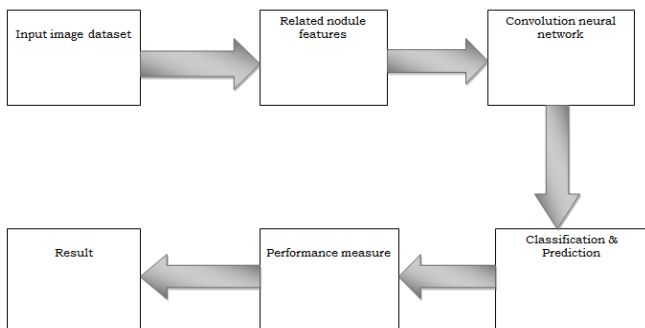 Input image dataset
Related nodule
features
Convolution neural
network
Classification &
Prediction
Performance measure
Result